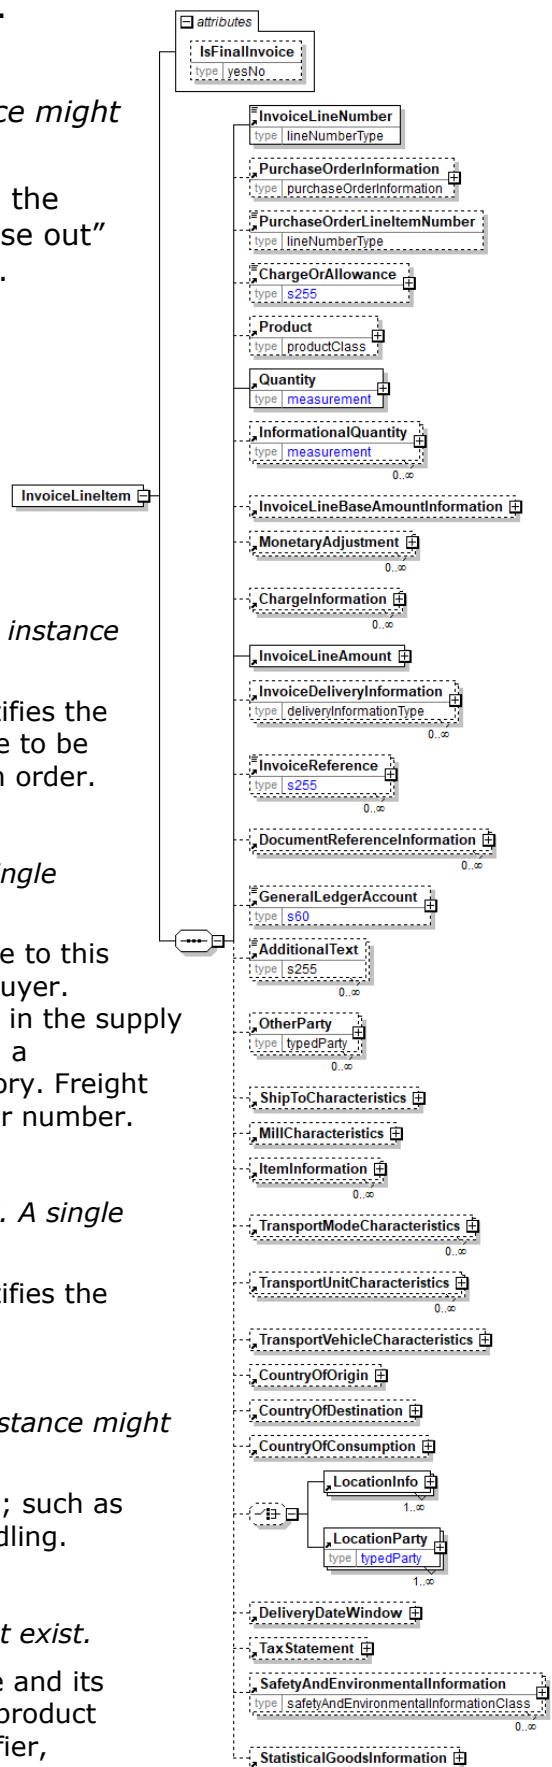 .
ce might
the
se out”
.
instance
tifies the
e to be
n order.
ingle
e to this
uyer.
in the supply
a
ory. Freight
r number.
. A single
tifies the
stance might
; such as
dling.
t exist.
e and its
product
fier,
InvoiceLineItem
attributes
IsFinalInvoice
type yesNo
InvoiceLineNumber
type lineNumberType
PurchaseOrderInformation
type purchaseOrderInformation
PurchaseOrderLineItemNumber
type lineNumberType
ChargeOrAllowance
type s255
Product
type productClass
Quantity
type measurement
InformationalQuantity
type measurement
0..∞
InvoiceLineBaseAmountInformation
MonetaryAdjustment
0..∞
ChargeInformation
0..∞
InvoiceLineAmount
InvoiceDeliveryInformation
type deliveryInformationType
0..∞
InvoiceReference
type s255
0..∞
DocumentReferenceInformation
0..∞
GeneralLedgerAccount
type s60
AdditionalText
type s255
0..∞
OtherParty
type typedParty
0..∞
ShipToCharacteristics
MillCharacteristics
ItemInformation
0..∞
TransportModeCharacteristics
0..∞
TransportUnitCharacteristics
0..∞
TransportVehicleCharacteristics
CountryOfOrigin
CountryOfDestination
CountryOfConsumption
LocationInfo
1..∞
LocationParty
type typedParty
1..∞
DeliveryDateWindow
TaxStatement
SafetyAndEnvironmentalInformation
type safetyAndEnvironmentalInformationClass
0..∞
StatisticalGoodsInformation